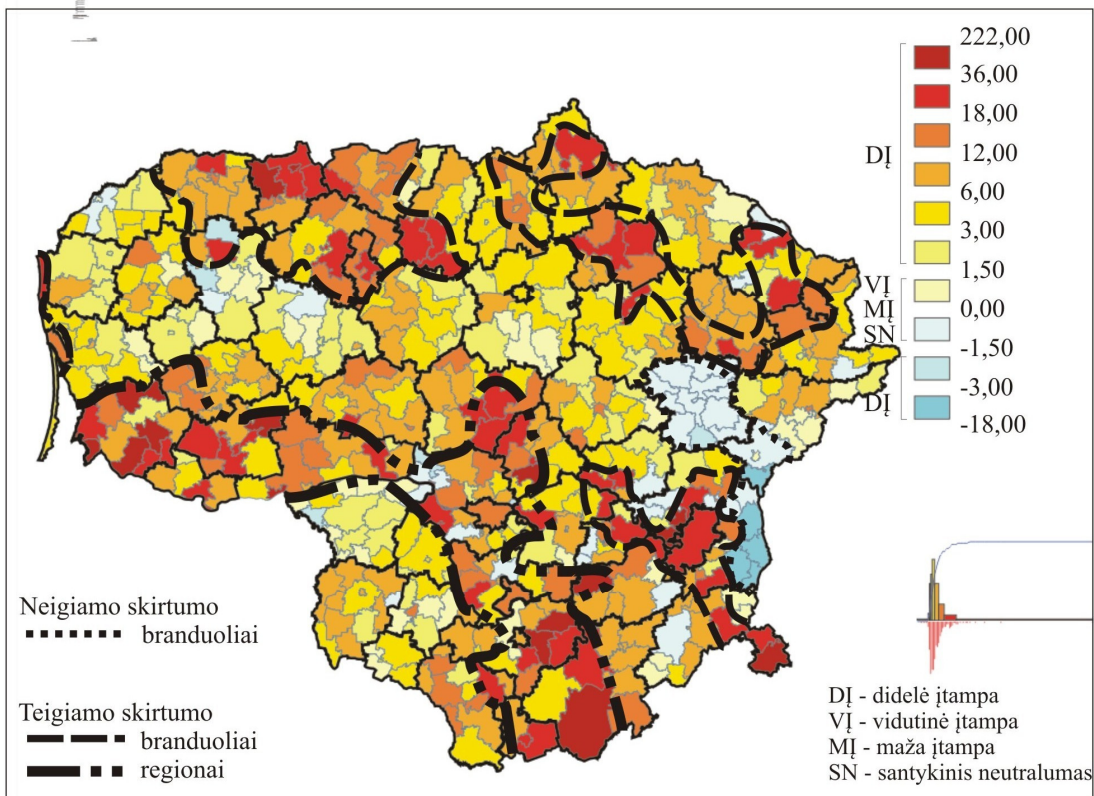 222,00
36,00
18,00
12,00
6,00
3,00
1,50
0,00
-1,50
-3,00
-18,00
DĮ
VĮ
MĮ
SN
DĮ
Neigiamo skirtumo
branduoliai
Teigiamo skirtumo
branduoliai
regionai
DĮ - didelė įtampa
VĮ - vidutinė įtampa
MĮ - maža įtampa
SN - santykinis neutralumas